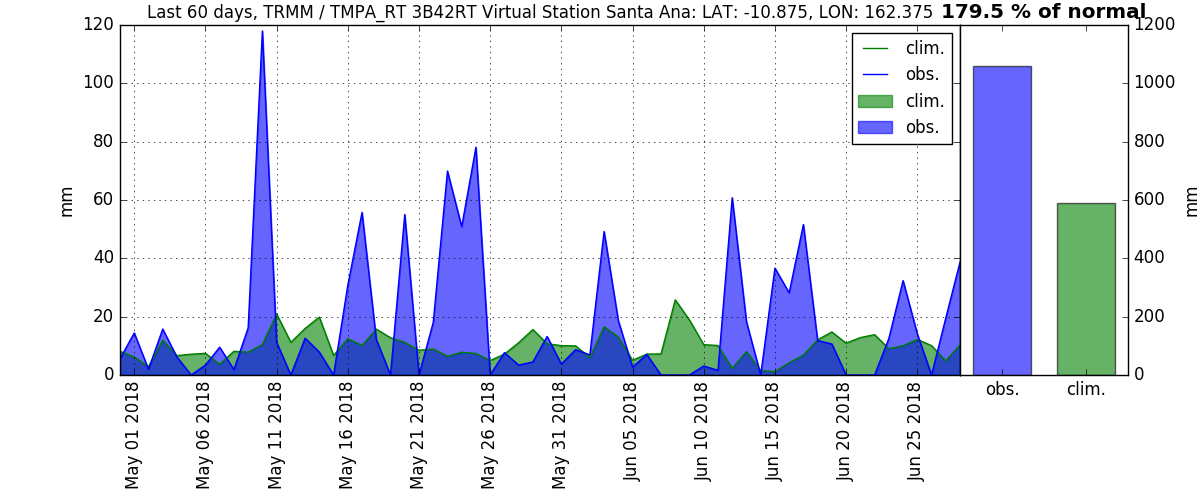 Last 60 days, TRMM / TMPA_RT 3B42RT Virtual Station Santa Ana: LAT: -10.875, LON: 162.375 179.5 % of normal
120
100
80
60
40
20
0
mm
clim.
obs.
clim.
obs.
1200
1000
800
600
400
200
0
mm
obs.
clim.
May 01 2018
May 06 2018
May 11 2018
May 16 2018
May 21 2018
May 26 2018
May 31 2018
Jun 05 2018
Jun 10 2018
Jun 15 2018
Jun 20 2018
Jun 25 2018